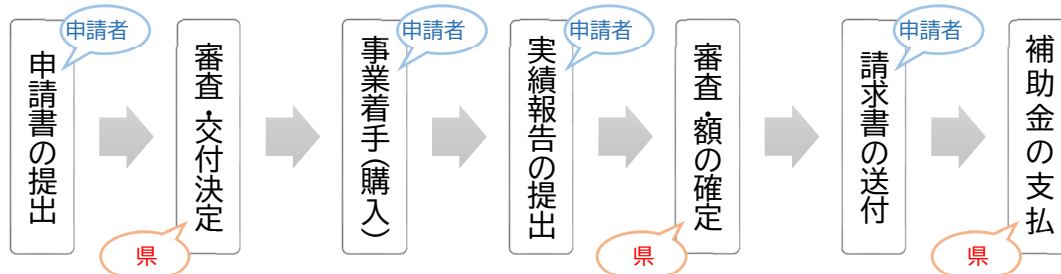 申請者
申請書の提出
審査・交付決定
県
申請者
事業着手(購入)
申請者
実績報告の提出
審査・額の確定
県
申請者
請求書の送付
補助金の支払
県